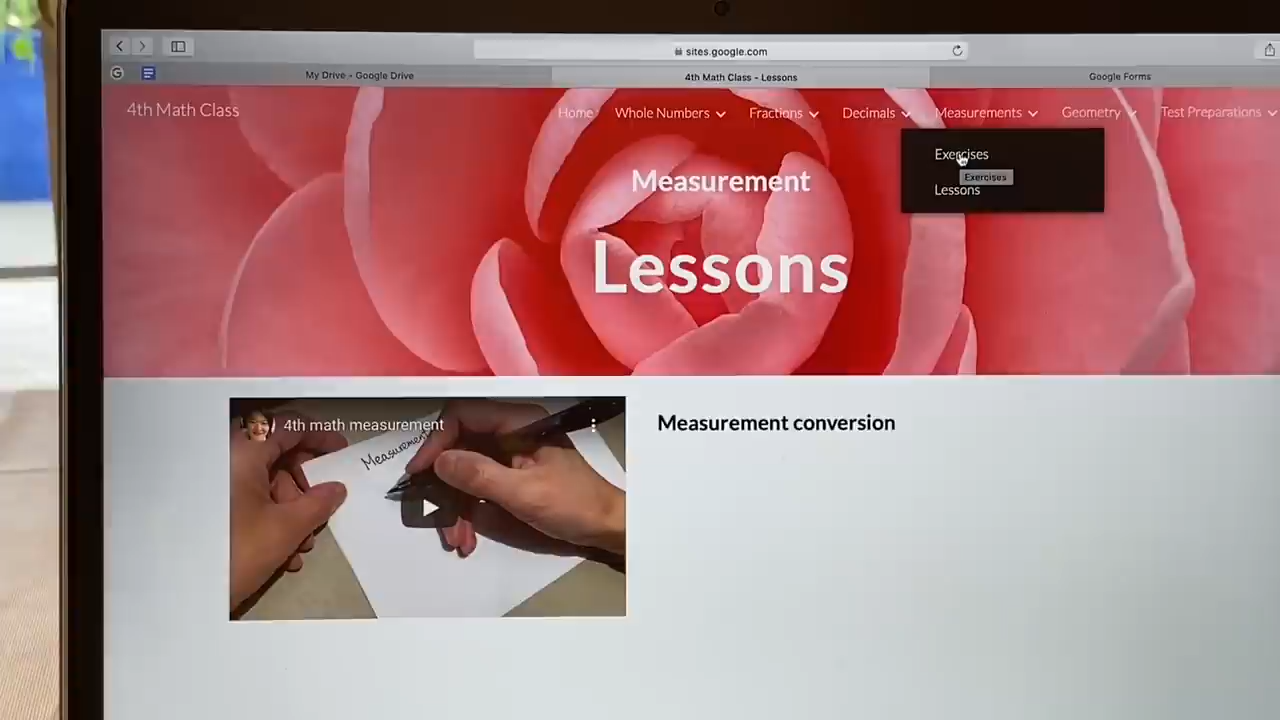 sites.google.com
My Drive - Google Drive
4th Math Class - Lessons
Google Forms
4th Math Class
Home
Whole Numbers
Fractions
Decimals
Measurements
Geometry
Test Preparations
Exercises
Exercises
Lessons
Measurement
Lessons
4th math measurement
Measurement
Measurement conversion